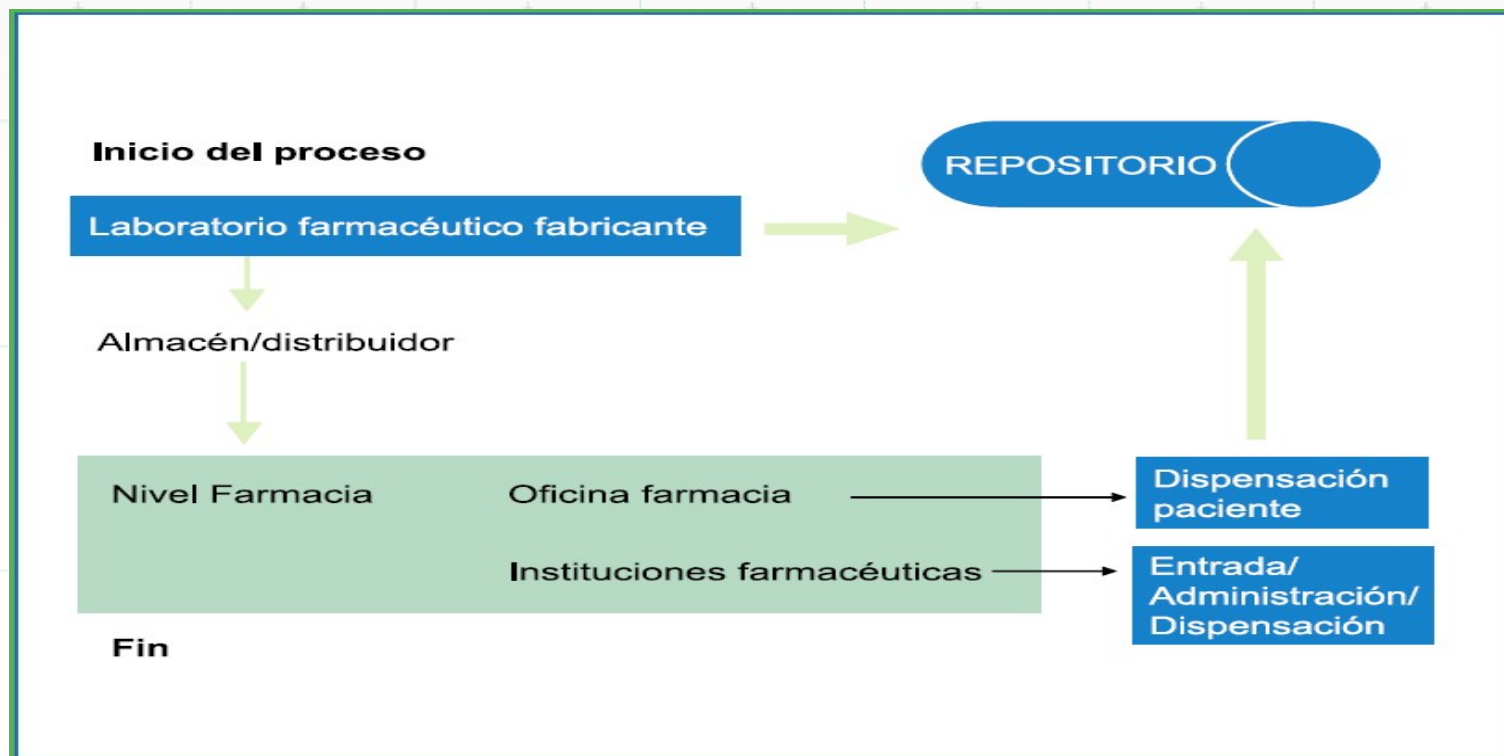 Inicio del proceso
REPOSITORIO
Laboratorio farmacéutico fabricante
Almacén/distribuidor
Nivel Farmacia
Oficina farmacia
Dispensación
paciente
Instituciones farmacéuticas
Entrada/
Administración/
Dispensación
Fin